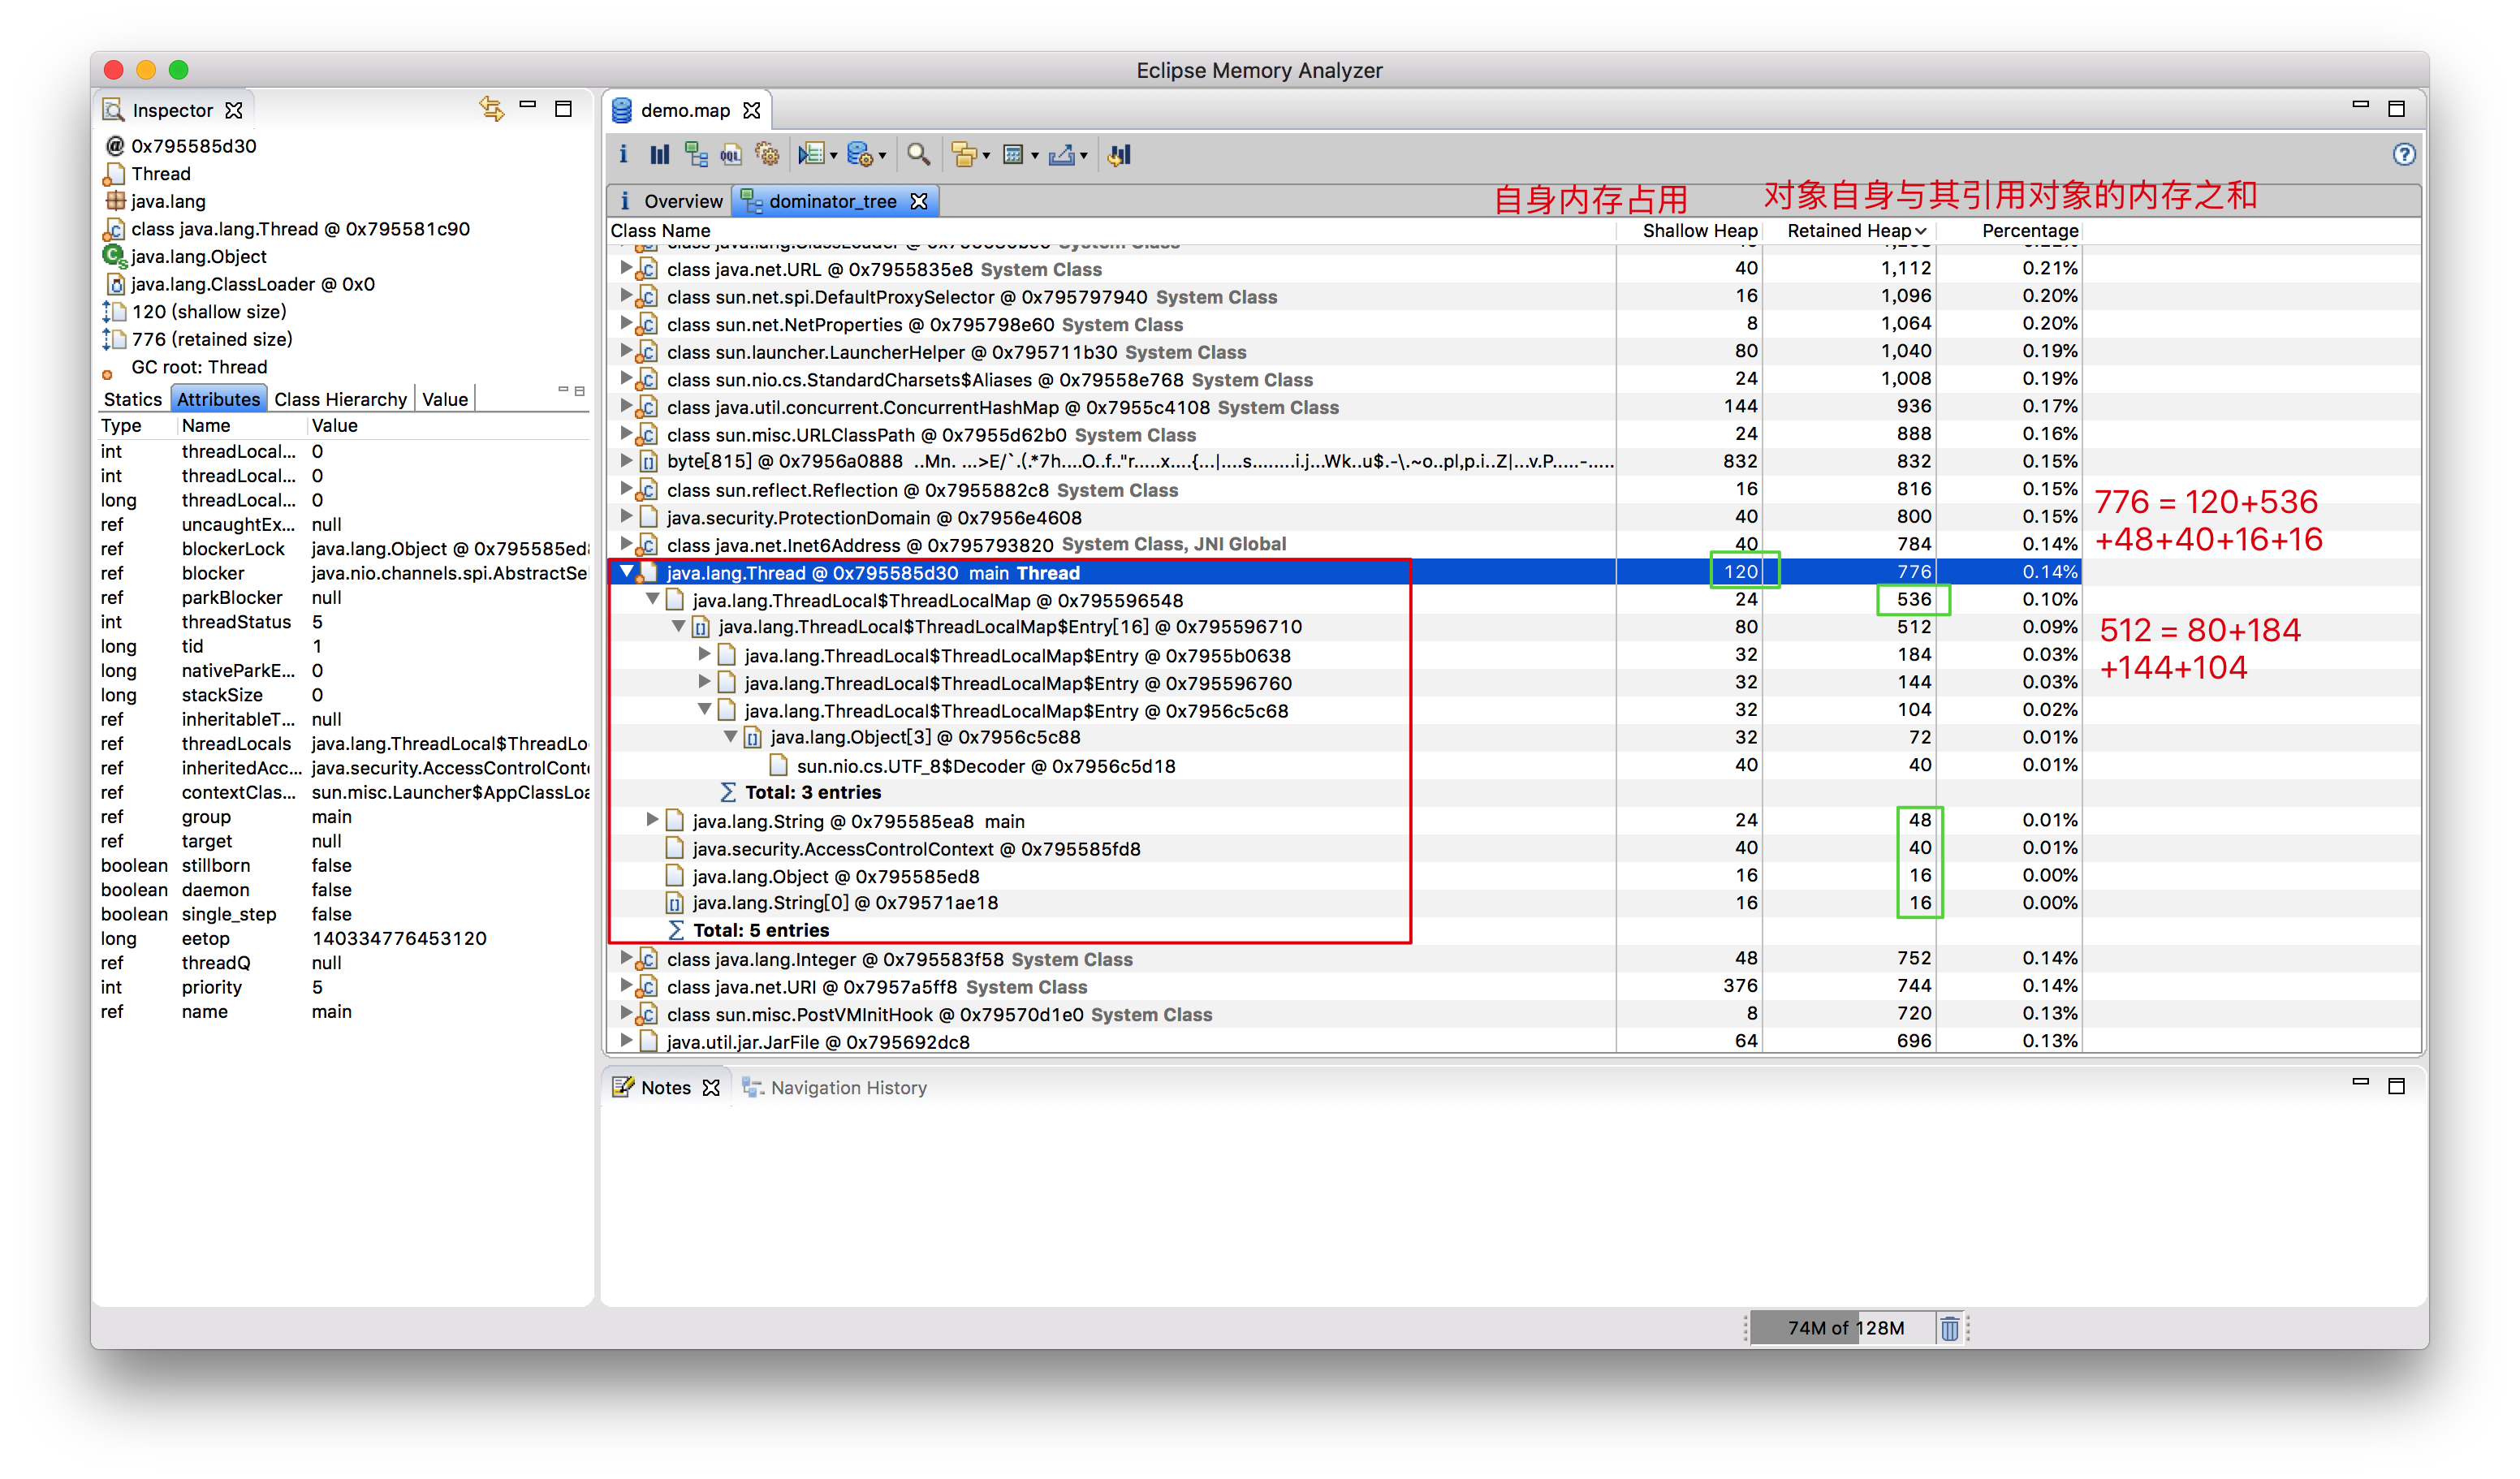 Eclipse Memory Analyzer
Inspector
@ 0x795585d30
Thread
java.lang
class java.lang.Thread @ 0x795581c90
java.lang.Object
java.lang.ClassLoader @ 0x0
120 (shallow size)
776 (retained size)
GC root: Thread
Statics Attributes Class Hierarchy Value
Type Name Value
int threadLocal... 0
int threadLocal... 0
long threadLocal... 0
ref uncaughtEx... null
ref blockerLock java.lang.Object @ 0x795585ed
ref blocker java.nio.channels.spi.AbstractSel
ref parkBlocker null
int threadStatus 5
long tid 1
long nativeParkE... 0
long stackSize 0
ref inheritableT... null
ref threadLocals java.lang.ThreadLocal$ThreadLo
ref inheritedAcc... java.security.AccessControlConte
ref contextClas... sun.misc.Launcher$AppClassLoa
ref group main
ref target null
boolean stillborn false
boolean daemon false
boolean single_step false
long eetop 140334776453120
ref threadQ null
int priority 5
ref name main
demo.map
Overview dominator_tree
自身内存占用 对象自身与其引用对象的内存之和
Class Name Shallow Heap Retained Heap Percentage
class java.net.URL @ 0x7955835e8 System Class 40 1,112 0.21%
class sun.net.spi.DefaultProxySelector @ 0x795797940 System Class 16 1,096 0.20%
class sun.net.NetProperties @ 0x795798e60 System Class 8 1,064 0.20%
class sun.launcher.LauncherHelper @ 0x795711b30 System Class 80 1,040 0.19%
class sun.nio.cs.StandardCharsets$Aliases @ 0x79558e768 System Class 24 1,008 0.19%
class java.util.concurrent.ConcurrentHashMap @ 0x7955c4108 System Class 144 936 0.17%
class sun.misc.URLClassPath @ 0x7955d62b0 System Class 24 888 0.16%
byte[815] @ 0x7956a0888 ..Mn. ...>E/`.(.*7h....O..f.."r.....x....{...|....s........i.j...Wk..u$.-\.~o..pl,p.i..Z|...v.P.....-..... 832 832 0.15%
class sun.reflect.Reflection @ 0x7955882c8 System Class 16 816 0.15%
java.security.ProtectionDomain @ 0x7956e4608 40 800 0.15%
class java.net.Inet6Address @ 0x795793820 System Class, JNI Global 40 784 0.14%
java.lang.Thread @ 0x795585d30 main Thread 120 776 0.14%
java.lang.ThreadLocal$ThreadLocalMap @ 0x795596548 24 536 0.10%
java.lang.ThreadLocal$ThreadLocalMap$Entry[16] @ 0x795596710 80 512 0.09%
java.lang.ThreadLocal$ThreadLocalMap$Entry @ 0x7955b0638 32 184 0.03%
java.lang.ThreadLocal$ThreadLocalMap$Entry @ 0x795596760 32 144 0.03%
java.lang.ThreadLocal$ThreadLocalMap$Entry @ 0x7956c5c68 32 104 0.02%
java.lang.Object[3] @ 0x7956c5c88 32 72 0.01%
sun.nio.cs.UTF_8$Decoder @ 0x7956c5d18 40 40 0.01%
Total: 3 entries
java.lang.String @ 0x795585ea8 main 24 48 0.01%
java.security.AccessControlContext @ 0x795585fd8 40 40 0.01%
java.lang.Object @ 0x795585ed8 16 16 0.00%
java.lang.String[0] @ 0x79571ae18 16 16 0.00%
Total: 5 entries
class java.lang.Integer @ 0x795583f58 System Class 48 752 0.14%
class java.net.URI @ 0x7957a5ff8 System Class 376 744 0.14%
class sun.misc.PostVMInitHook @ 0x79570d1e0 System Class 8 720 0.13%
java.util.jar.JarFile @ 0x795692dc8 64 696 0.13%
776 = 120+536
+48+40+16+16
512 = 80+184
+144+104
Notes Navigation History
74M of 128M